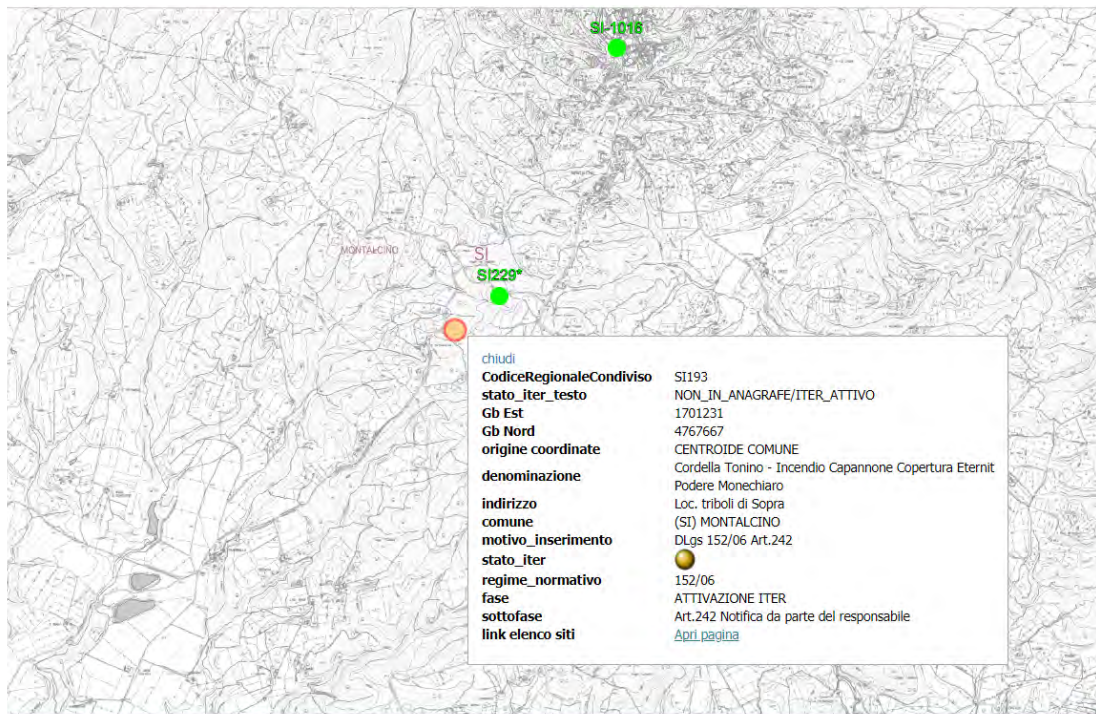 SI-1016
MONTALCINO
SI
SI229*
chiudi
CodiceRegionaleCondiviso SI193
stato_iter_testo NON_IN_ANAGRAFE/ITER_ATTIVO
Gb Est 1701231
Gb Nord 4767667
origine coordinate CENTROIDE COMUNE
denominazione Cordella Tonino - Incendio Capannone Copertura Eternit
Podere Monechiaro
indirizzo Loc. triboli di Sopra
comune (SI) MONTALCINO
motivo_inserimento DLgs 152/06 Art.242
stato_iter
regime_normativo 152/06
fase ATTIVAZIONE ITER
sottofase Art.242 Notifica da parte del responsabile
link elenco siti Apri pagina